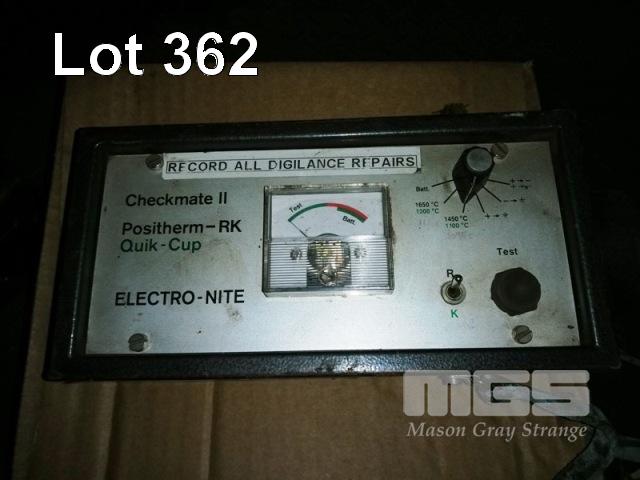 Lot 362
RECORD ALL DIGILANCE REPAIRS
Checkmate II
Positherm-RK
Quik-Cup
ELECTRO-NITE
Test
Batt.
Batt.
1650 °C
1200 °C
1450 °C
1100 °C
R
K
Test
MGS
Mason Gray Strange